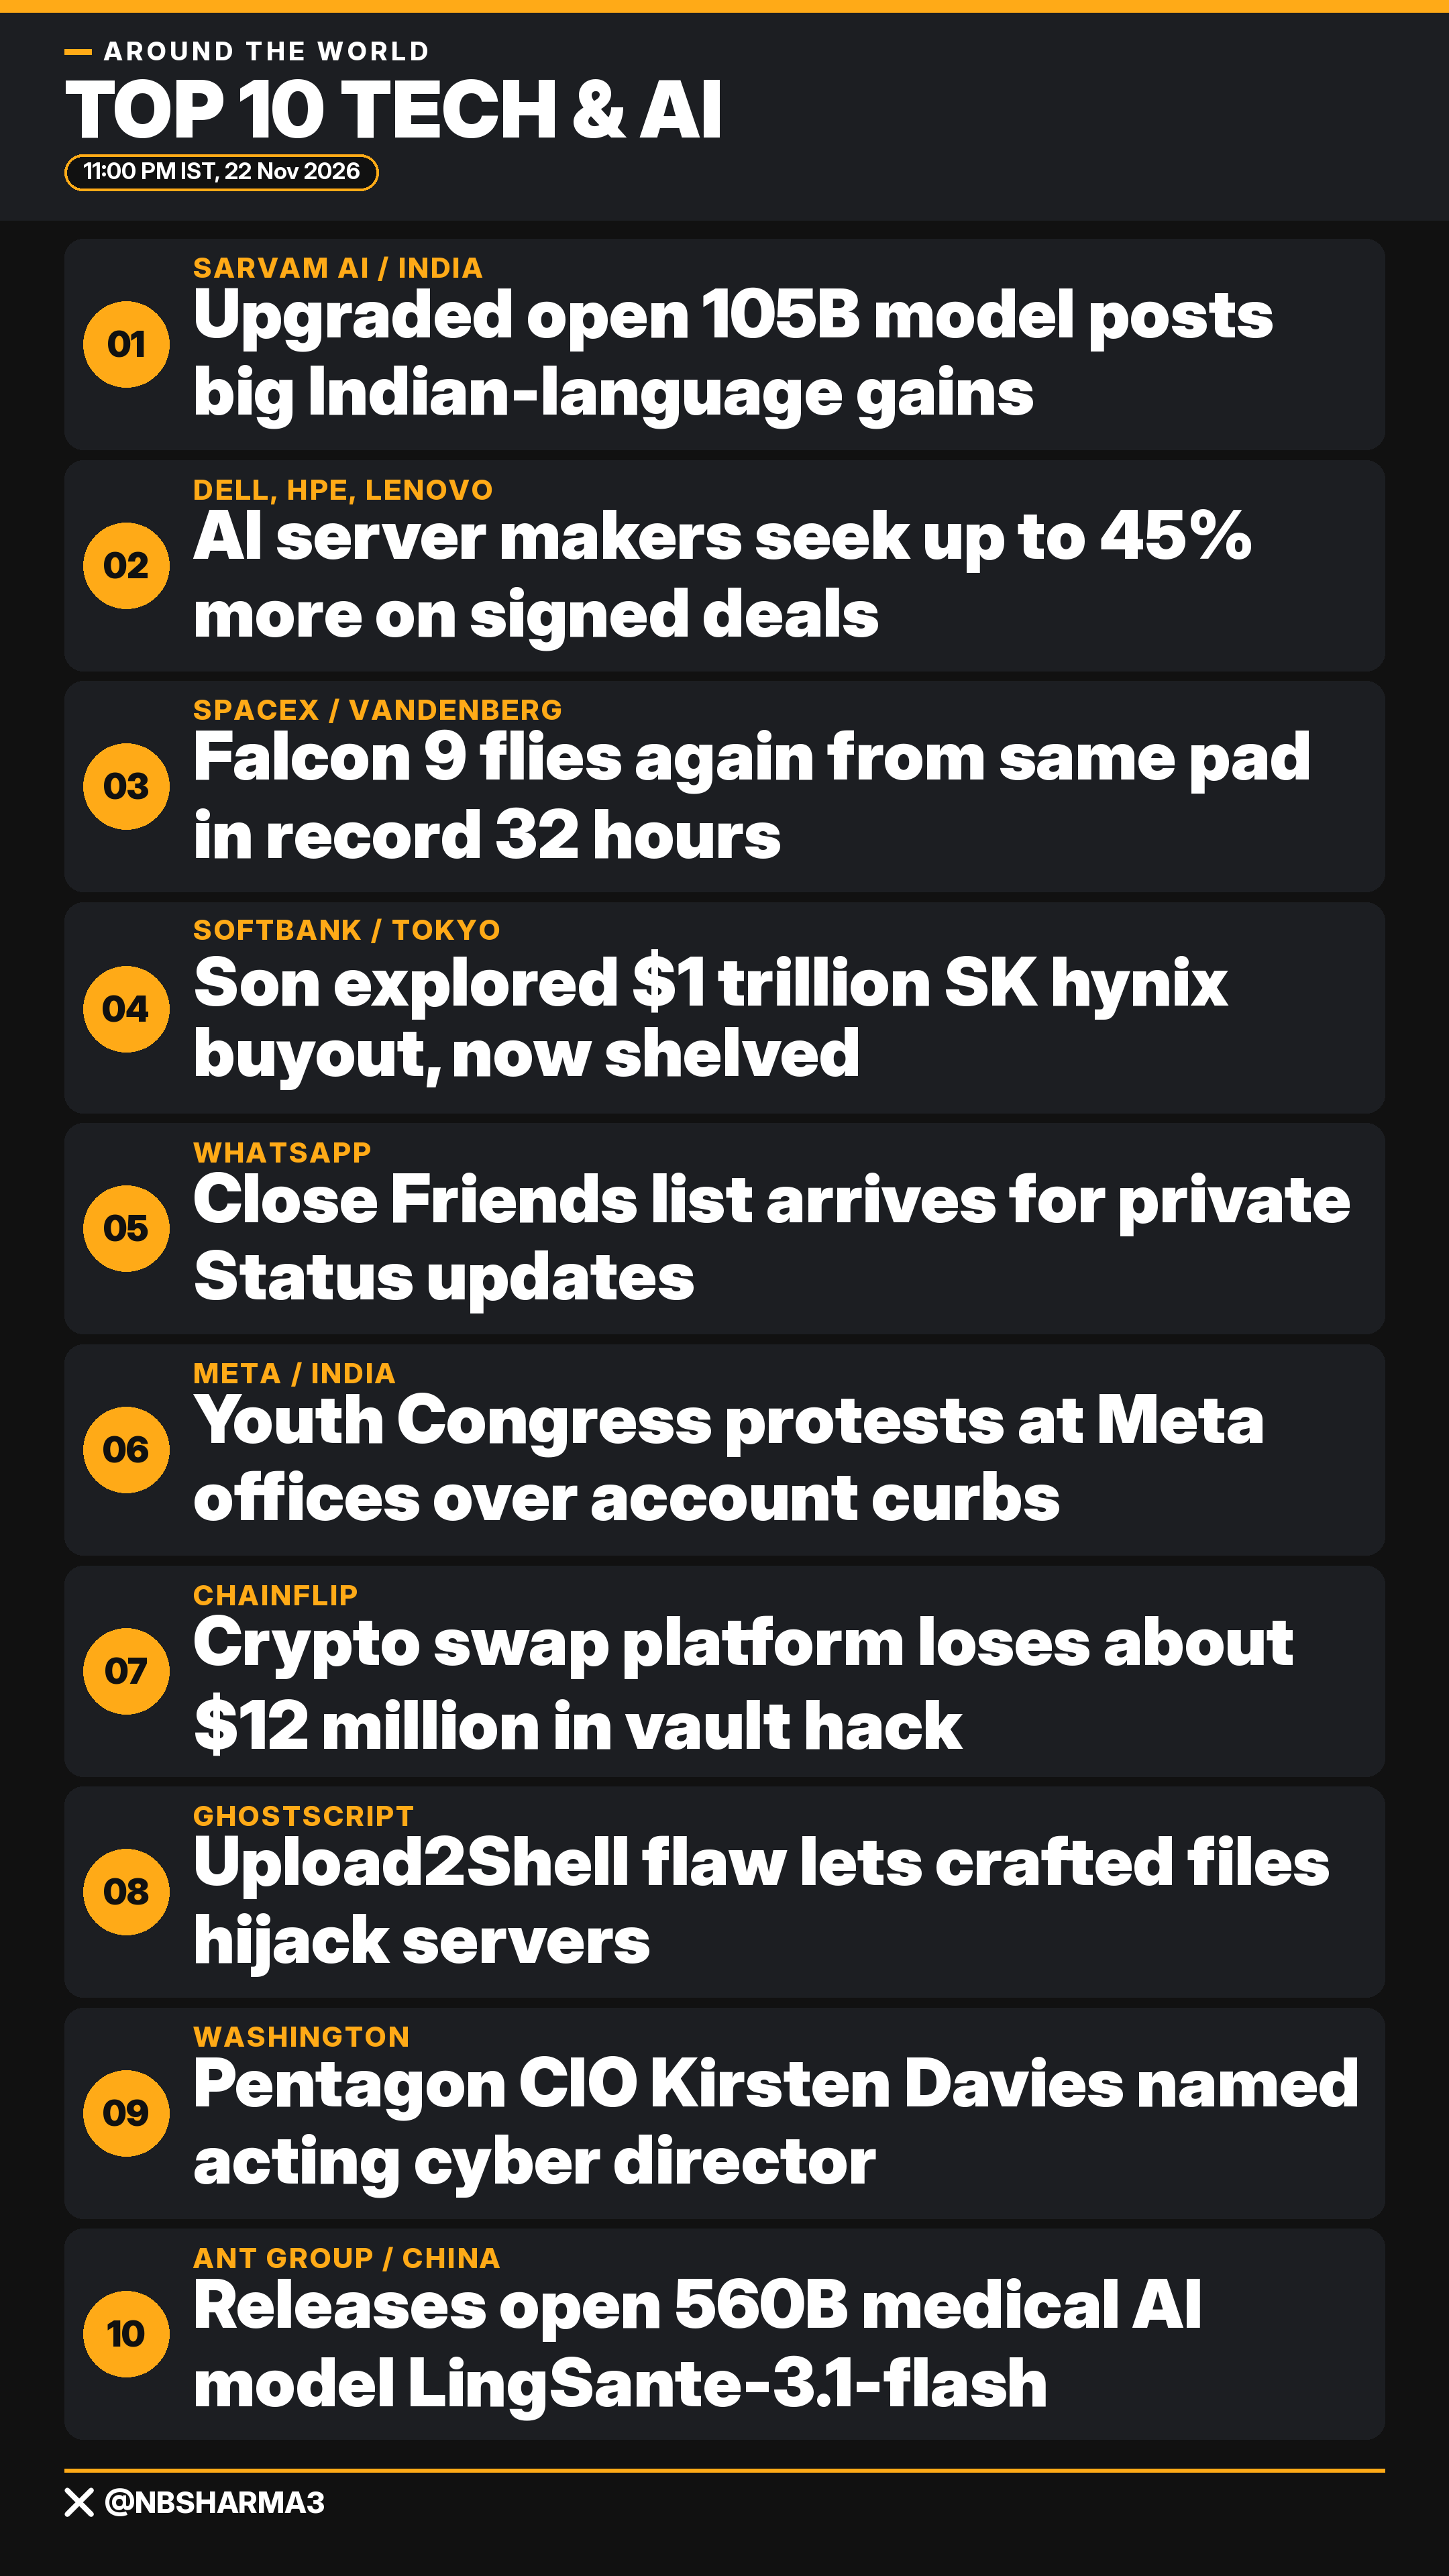 AROUND THE WORLD
TOP 10 TECH & AI
11:00 PM IST, 22 Nov 2026
SARVAM AI / INDIA
01
Upgraded open 105B model posts
big Indian-language gains
DELL, HPE, LENOVO
02
AI server makers seek up to 45%
more on signed deals
SPACEX / VANDENBERG
03
Falcon 9 flies again from same pad
in record 32 hours
SOFTBANK / TOKYO
04
Son explored $1 trillion SK hynix
buyout, now shelved
WHATSAPP
05
Close Friends list arrives for private
Status updates
META / INDIA
06
Youth Congress protests at Meta
offices over account curbs
CHAINFLIP
07
Crypto swap platform loses about
$12 million in vault hack
GHOSTSCRIPT
08
Upload2Shell flaw lets crafted files
hijack servers
WASHINGTON
09
Pentagon CIO Kirsten Davies named
acting cyber director
ANT GROUP / CHINA
10
Releases open 560B medical AI
model LingSante-3.1-flash
@NBSHARMA3